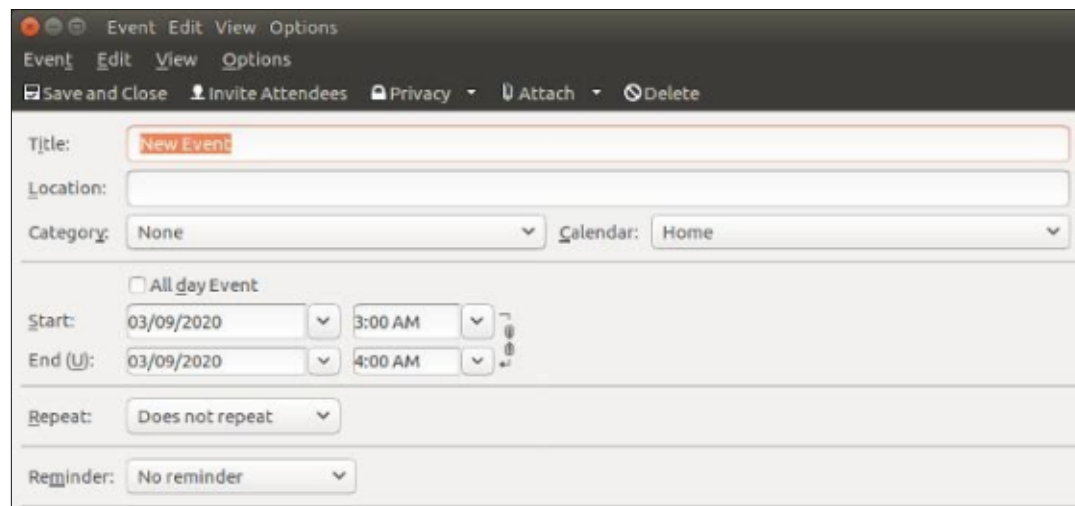 Event Edit View Options
Event Edit View Options
Save and Close Invite Attendees Privacy Attach Delete
Title: New Event
Location:
Category: None Calendar: Home
All day Event
Start: 03/09/2020 3:00 AM
End (U): 03/09/2020 4:00 AM
Repeat: Does not repeat
Reminder: No reminder